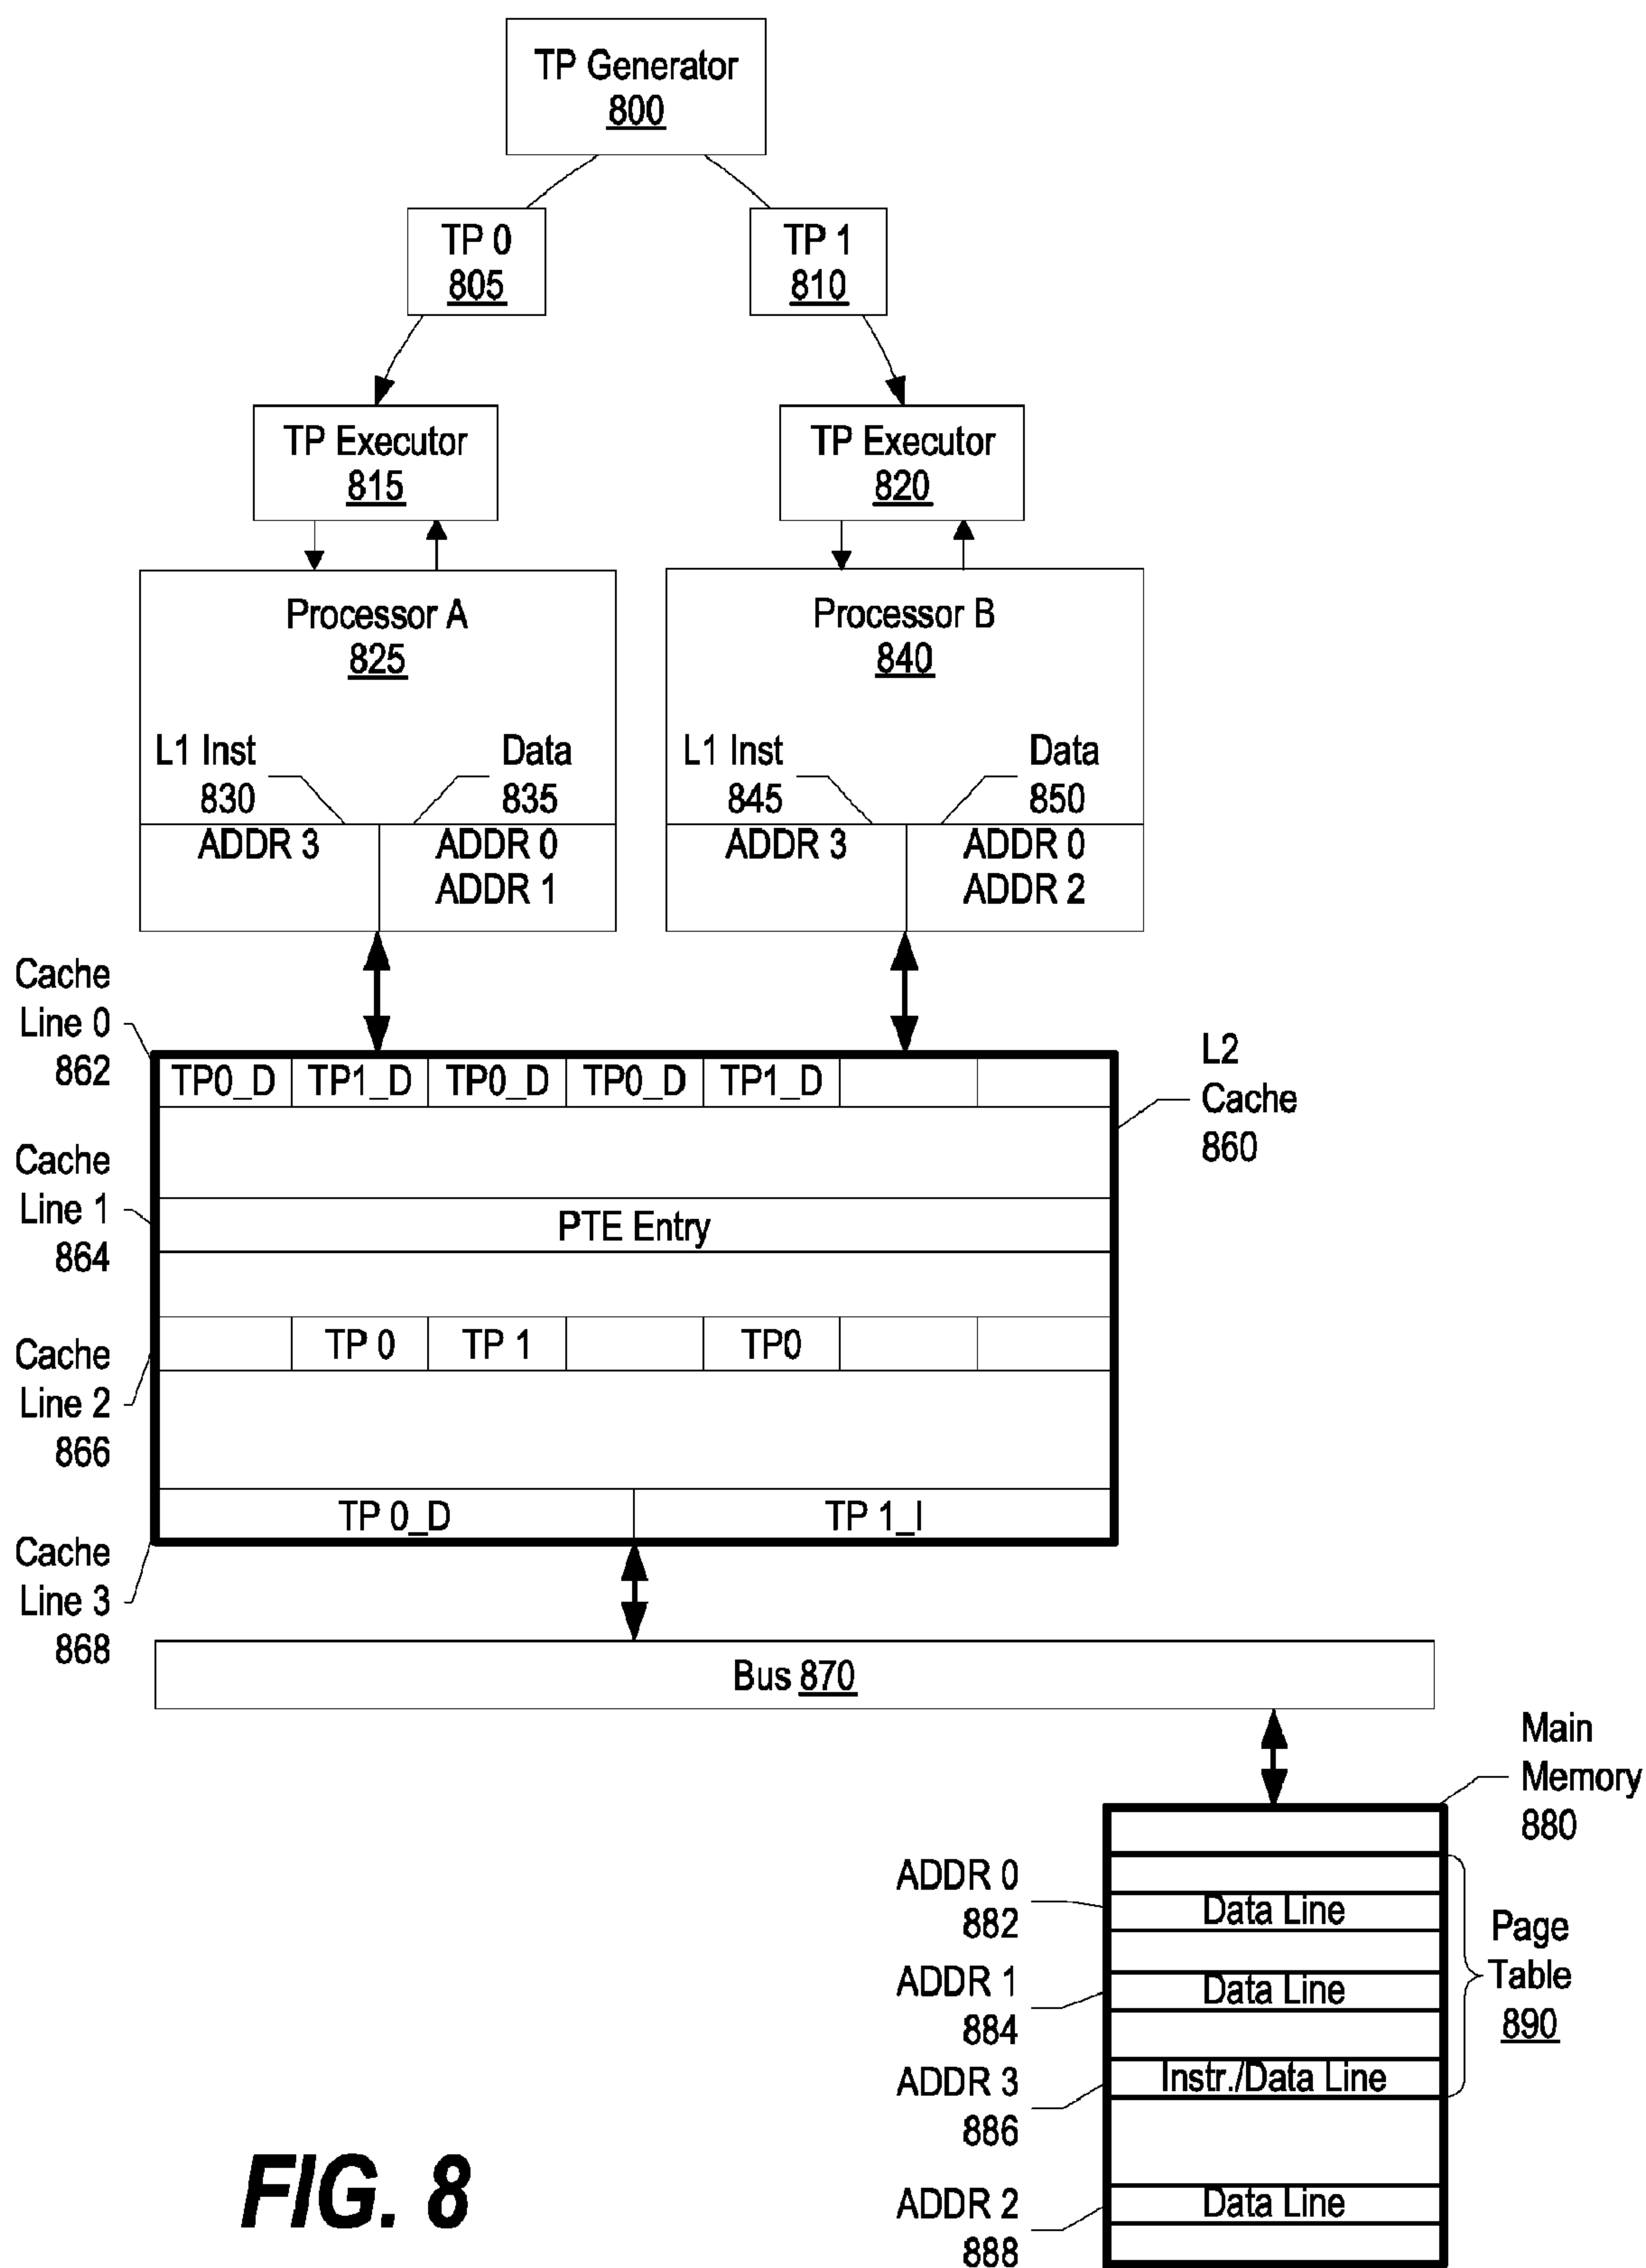 TP Generator
800
TP 0
805
TP 1
810
TP Executor
815
TP Executor
820
Processor A
825
Processor B
840
L1 Inst
830
Data
835
L1 Inst
845
Data
850
ADDR 3
ADDR 0
ADDR 1
ADDR 3
ADDR 0
ADDR 2
Cache
Line 0
862
TP0_D
TP1_D
TP0_D
TP0_D
TP1_D
L2
Cache
860
Cache
Line 1
864
PTE Entry
Cache
Line 2
866
TP 0
TP 1
TP0
Cache
Line 3
868
TP 0_D
TP 1_I
Bus 870
Main
Memory
880
ADDR 0
882
Data Line
ADDR 1
884
Data Line
Page
Table
890
ADDR 3
886
Instr./Data Line
ADDR 2
888
Data Line
FIG. 8